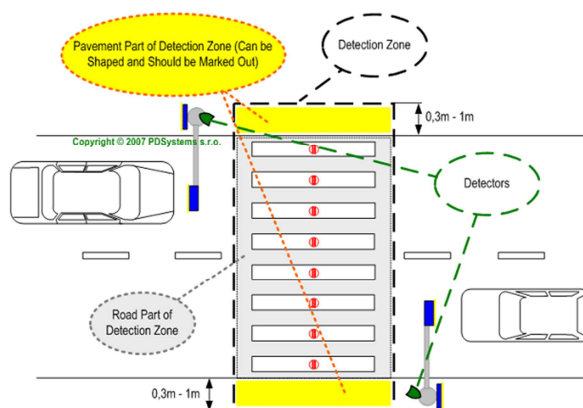 Pavement Part of Detection Zone (Can be
Shaped and Should be Marked Out)
Detection Zone
0,3m - 1m
Copyright © 2007 PDSystems s.r.o.
Detectors
Road Part of
Detection Zone
0,3m - 1m